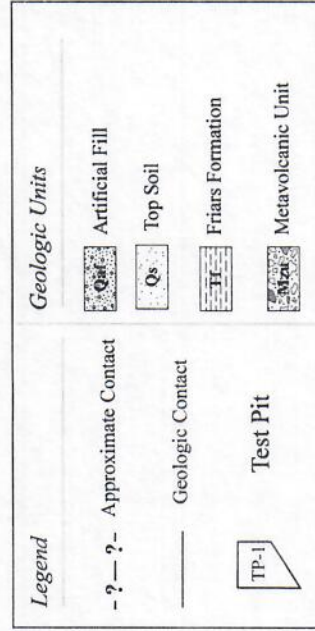 Legend
- ? — ? - Approximate Contact
Geologic Contact
TP-1 Test Pit
Geologic Units
Qaf Artificial Fill
Qs Top Soil
Tf Friars Formation
Mzu Metavolcanic Unit